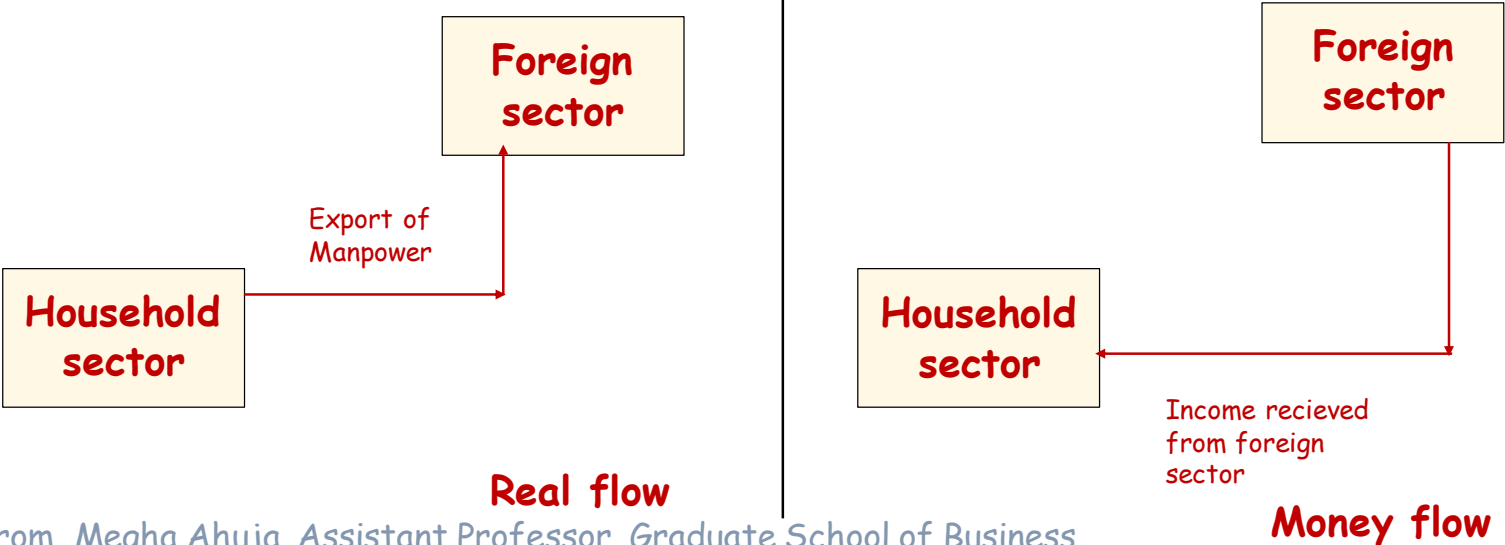 Foreign
sector
Export of
Manpower
Household
sector
Real flow
Foreign
sector
Household
sector
Income recieved
from foreign
sector
Money flow
rom Megha Ahuja Assistant Professor Graduate School of Business